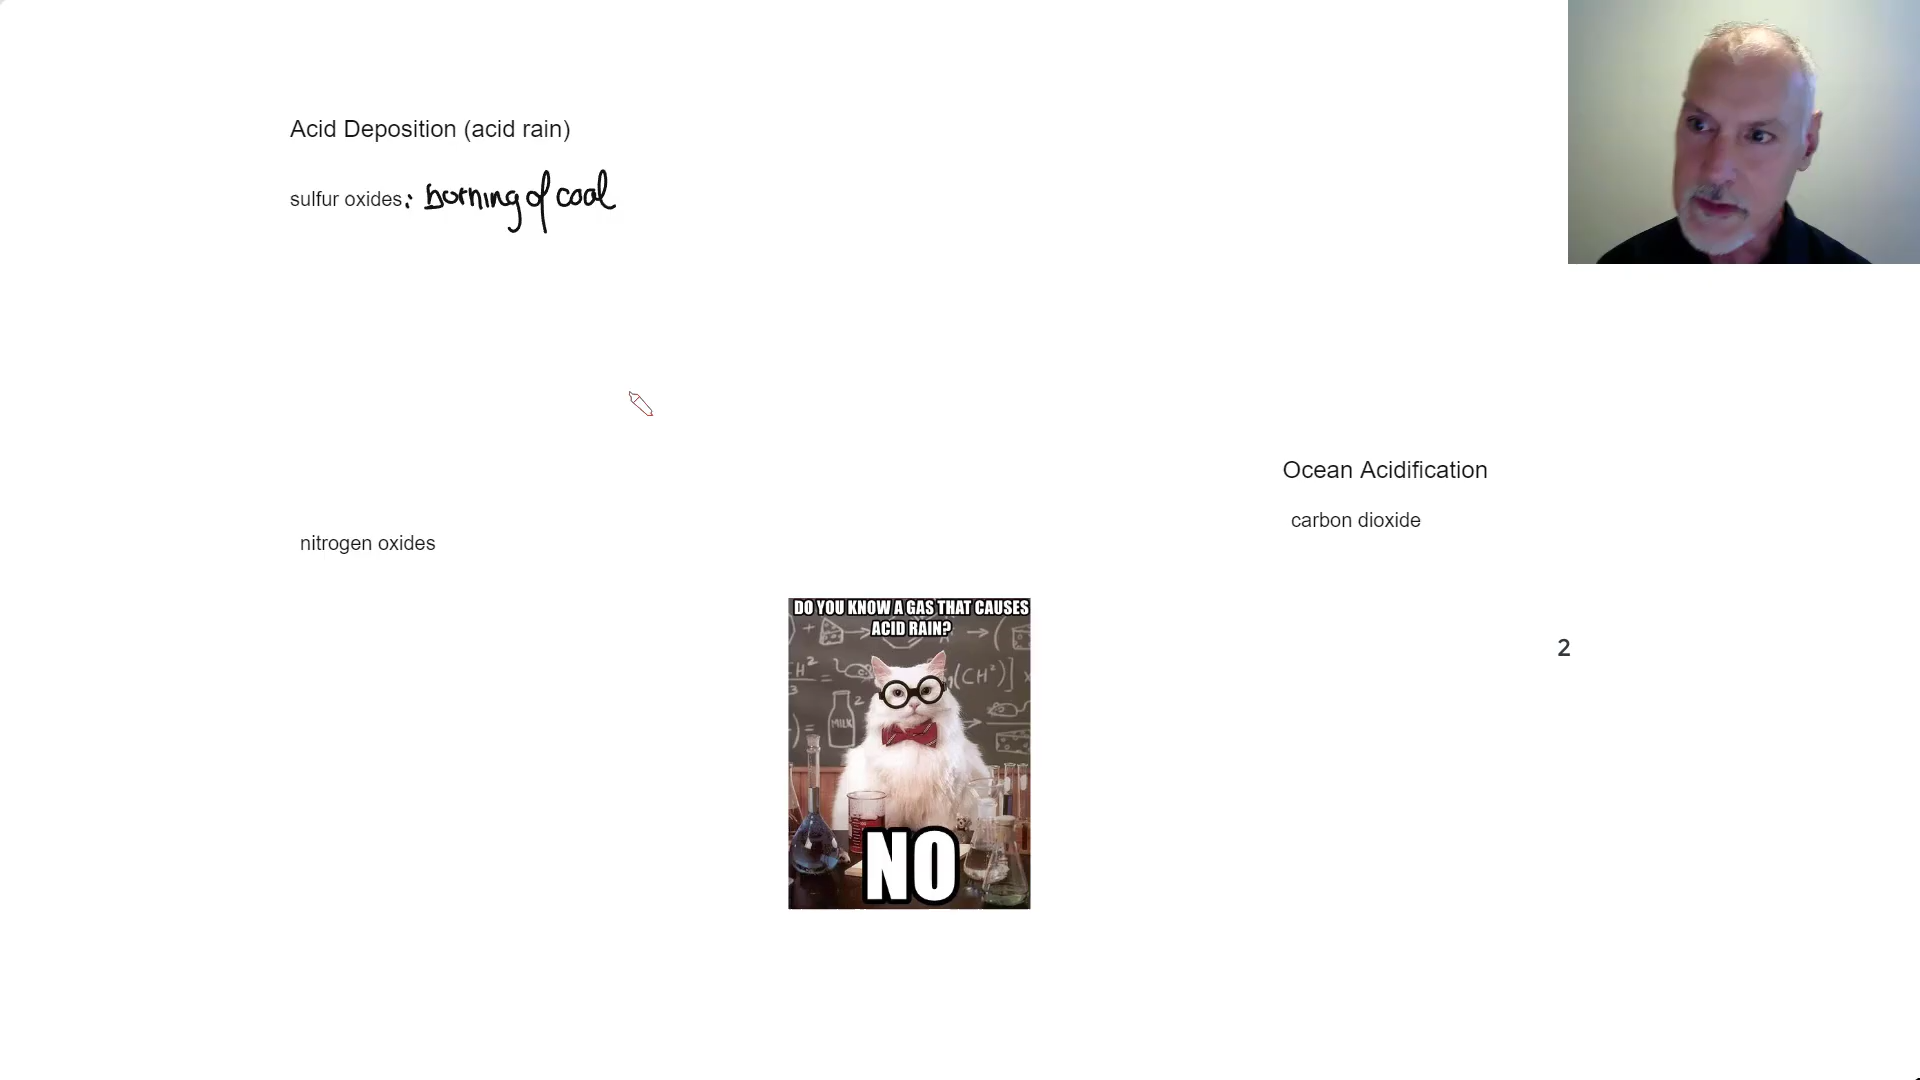 Acid Deposition (acid rain)
sulfur oxides: burning of coal
Ocean Acidification
carbon dioxide
nitrogen oxides
DO YOU KNOW A GAS THAT CAUSES
ACID RAIN?
MILK
NO
2